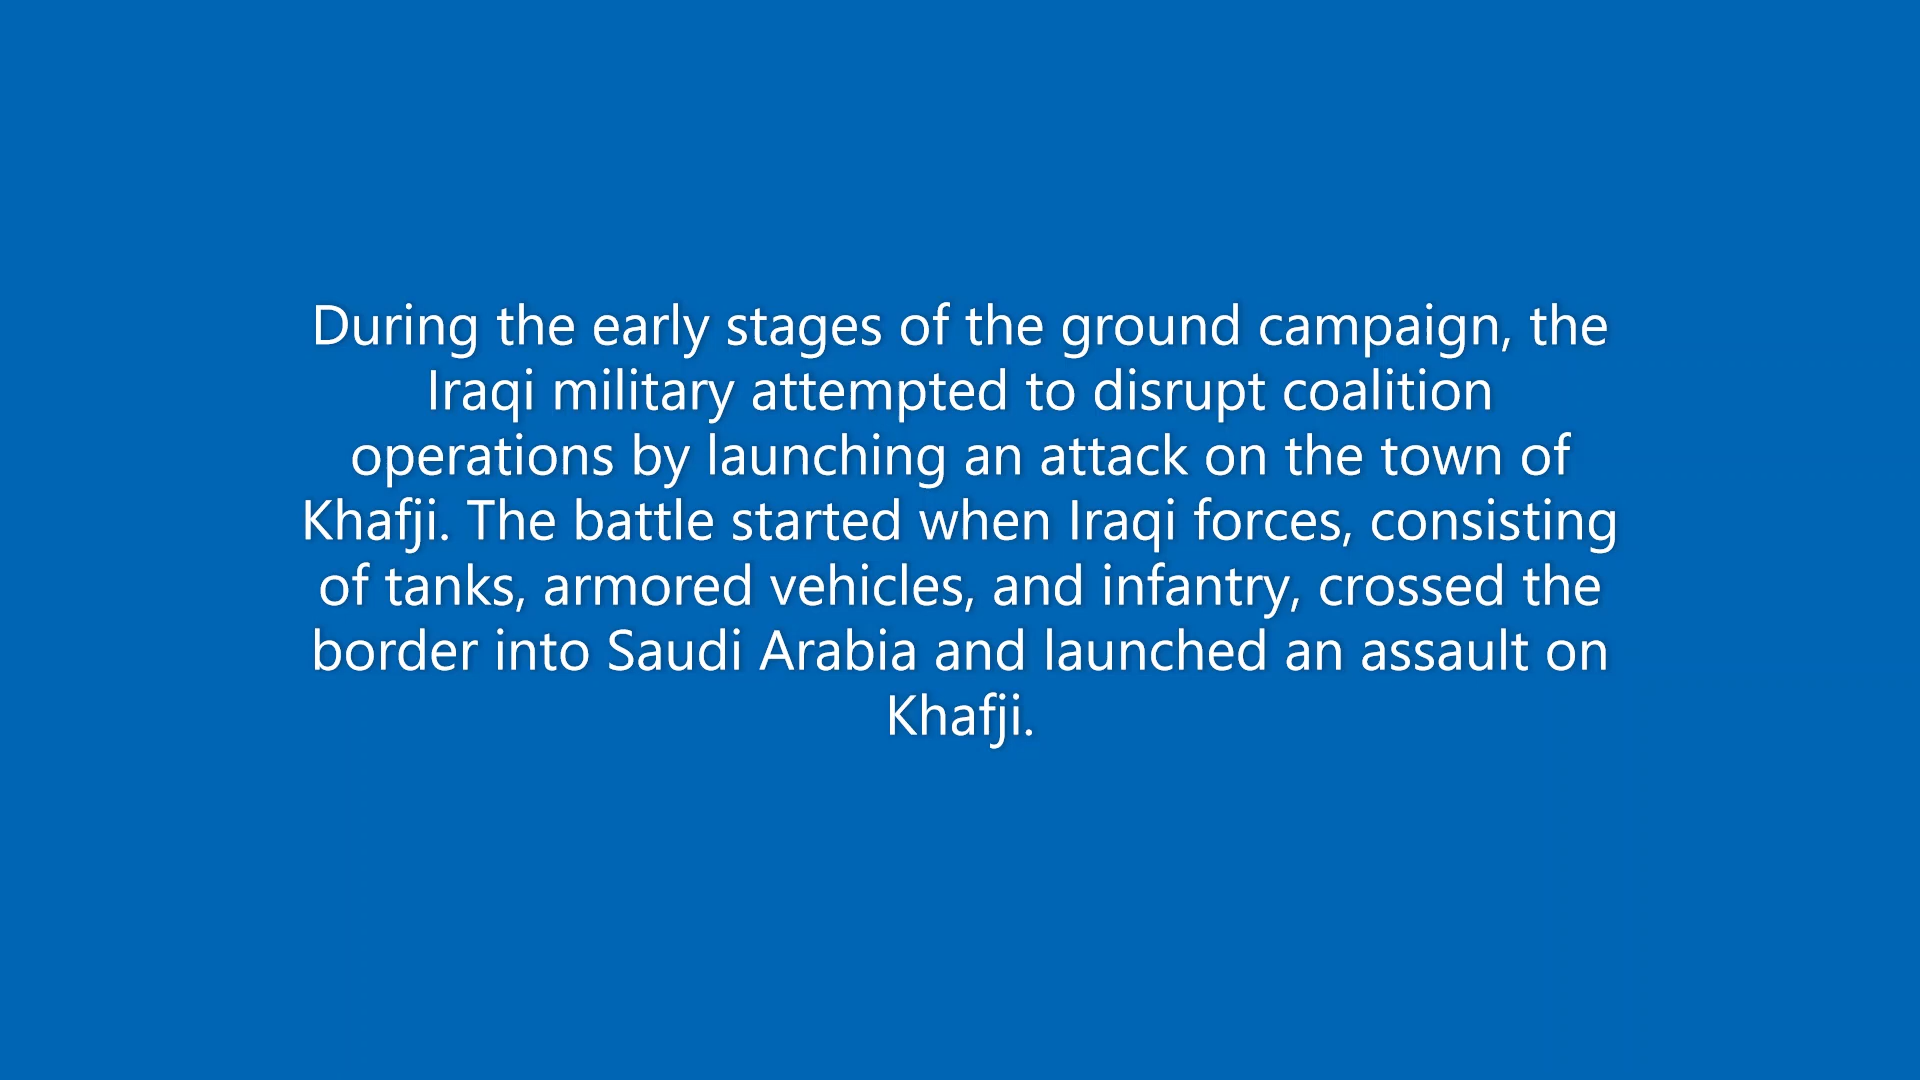 During the early stages of the ground campaign, the
Iraqi military attempted to disrupt coalition
operations by launching an attack on the town of
Khafji. The battle started when Iraqi forces, consisting
of tanks, armored vehicles, and infantry, crossed the
border into Saudi Arabia and launched an assault on
Khafji.